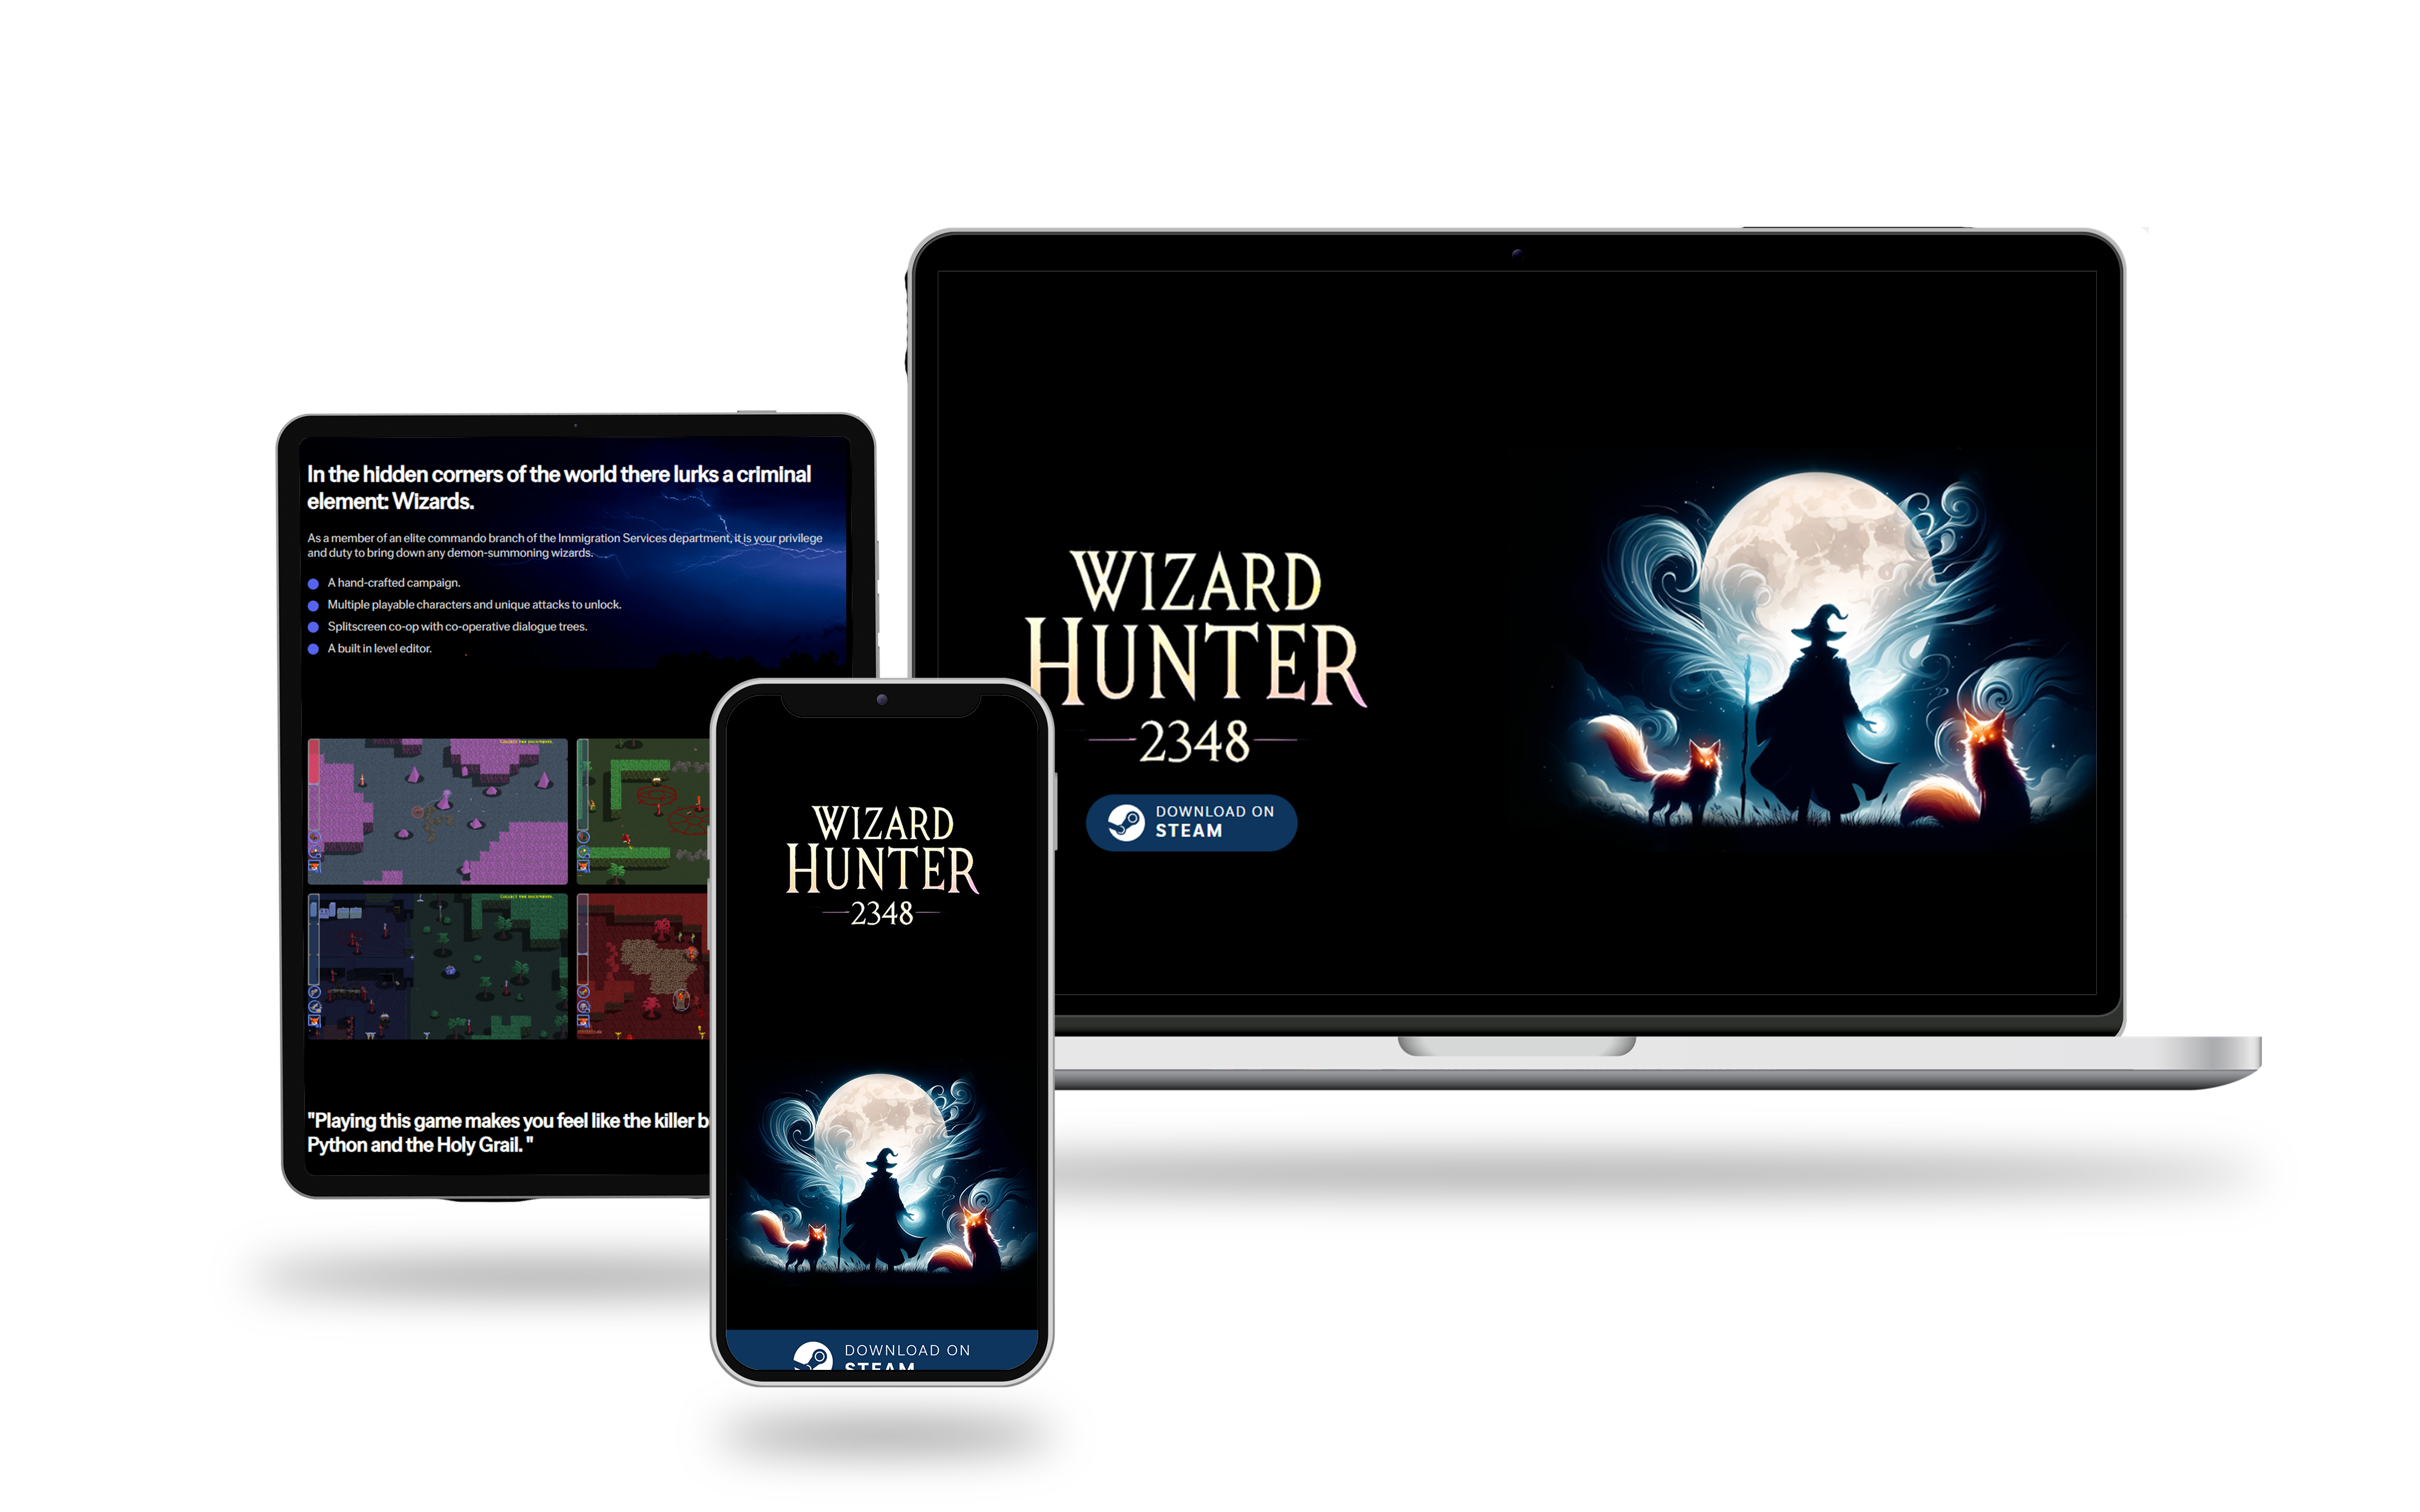 In the hidden corners of the world there lurks a criminal
element: Wizards.
As a member of an elite commando branch of the Immigration Services department, it is your privilege
and duty to bring down any demon-summoning wizards.
A hand-crafted campaign.
Multiple playable characters and unique attacks to unlock.
Splitscreen co-op with co-operative dialogue trees.
A built in level editor.
"Playing this game makes you feel like the killer b
Python and the Holy Grail. "
WIZARD
HUNTER
2348
DOWNLOAD ON
STEAM
WIZARD
HUNTER
2348
DOWNLOAD ON
STEAM